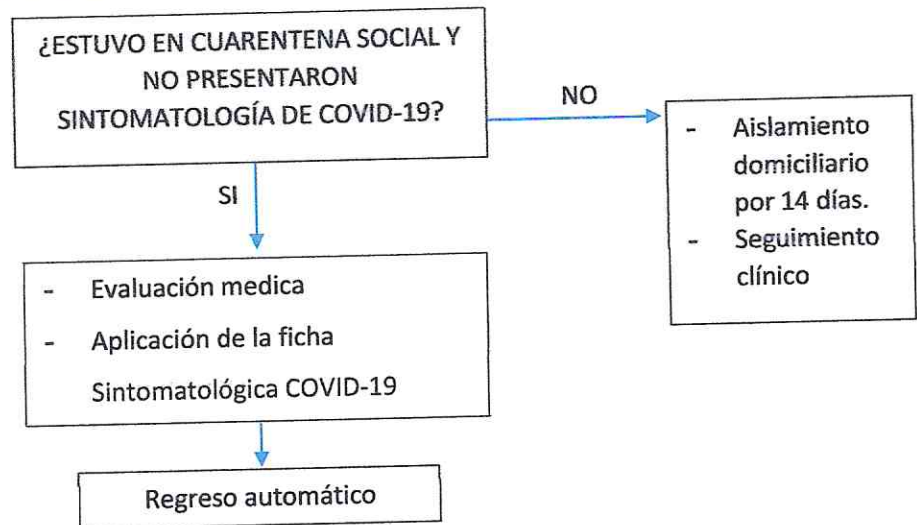 ¿ESTUVO EN CUARENTENA SOCIAL Y
NO PRESENTARON
SINTOMATOLOGÍA DE COVID-19?
NO
- Aislamiento
domiciliario
por 14 días.
- Seguimiento
clínico
SI
- Evaluación medica
- Aplicación de la ficha
Sintomatológica COVID-19
Regreso automático